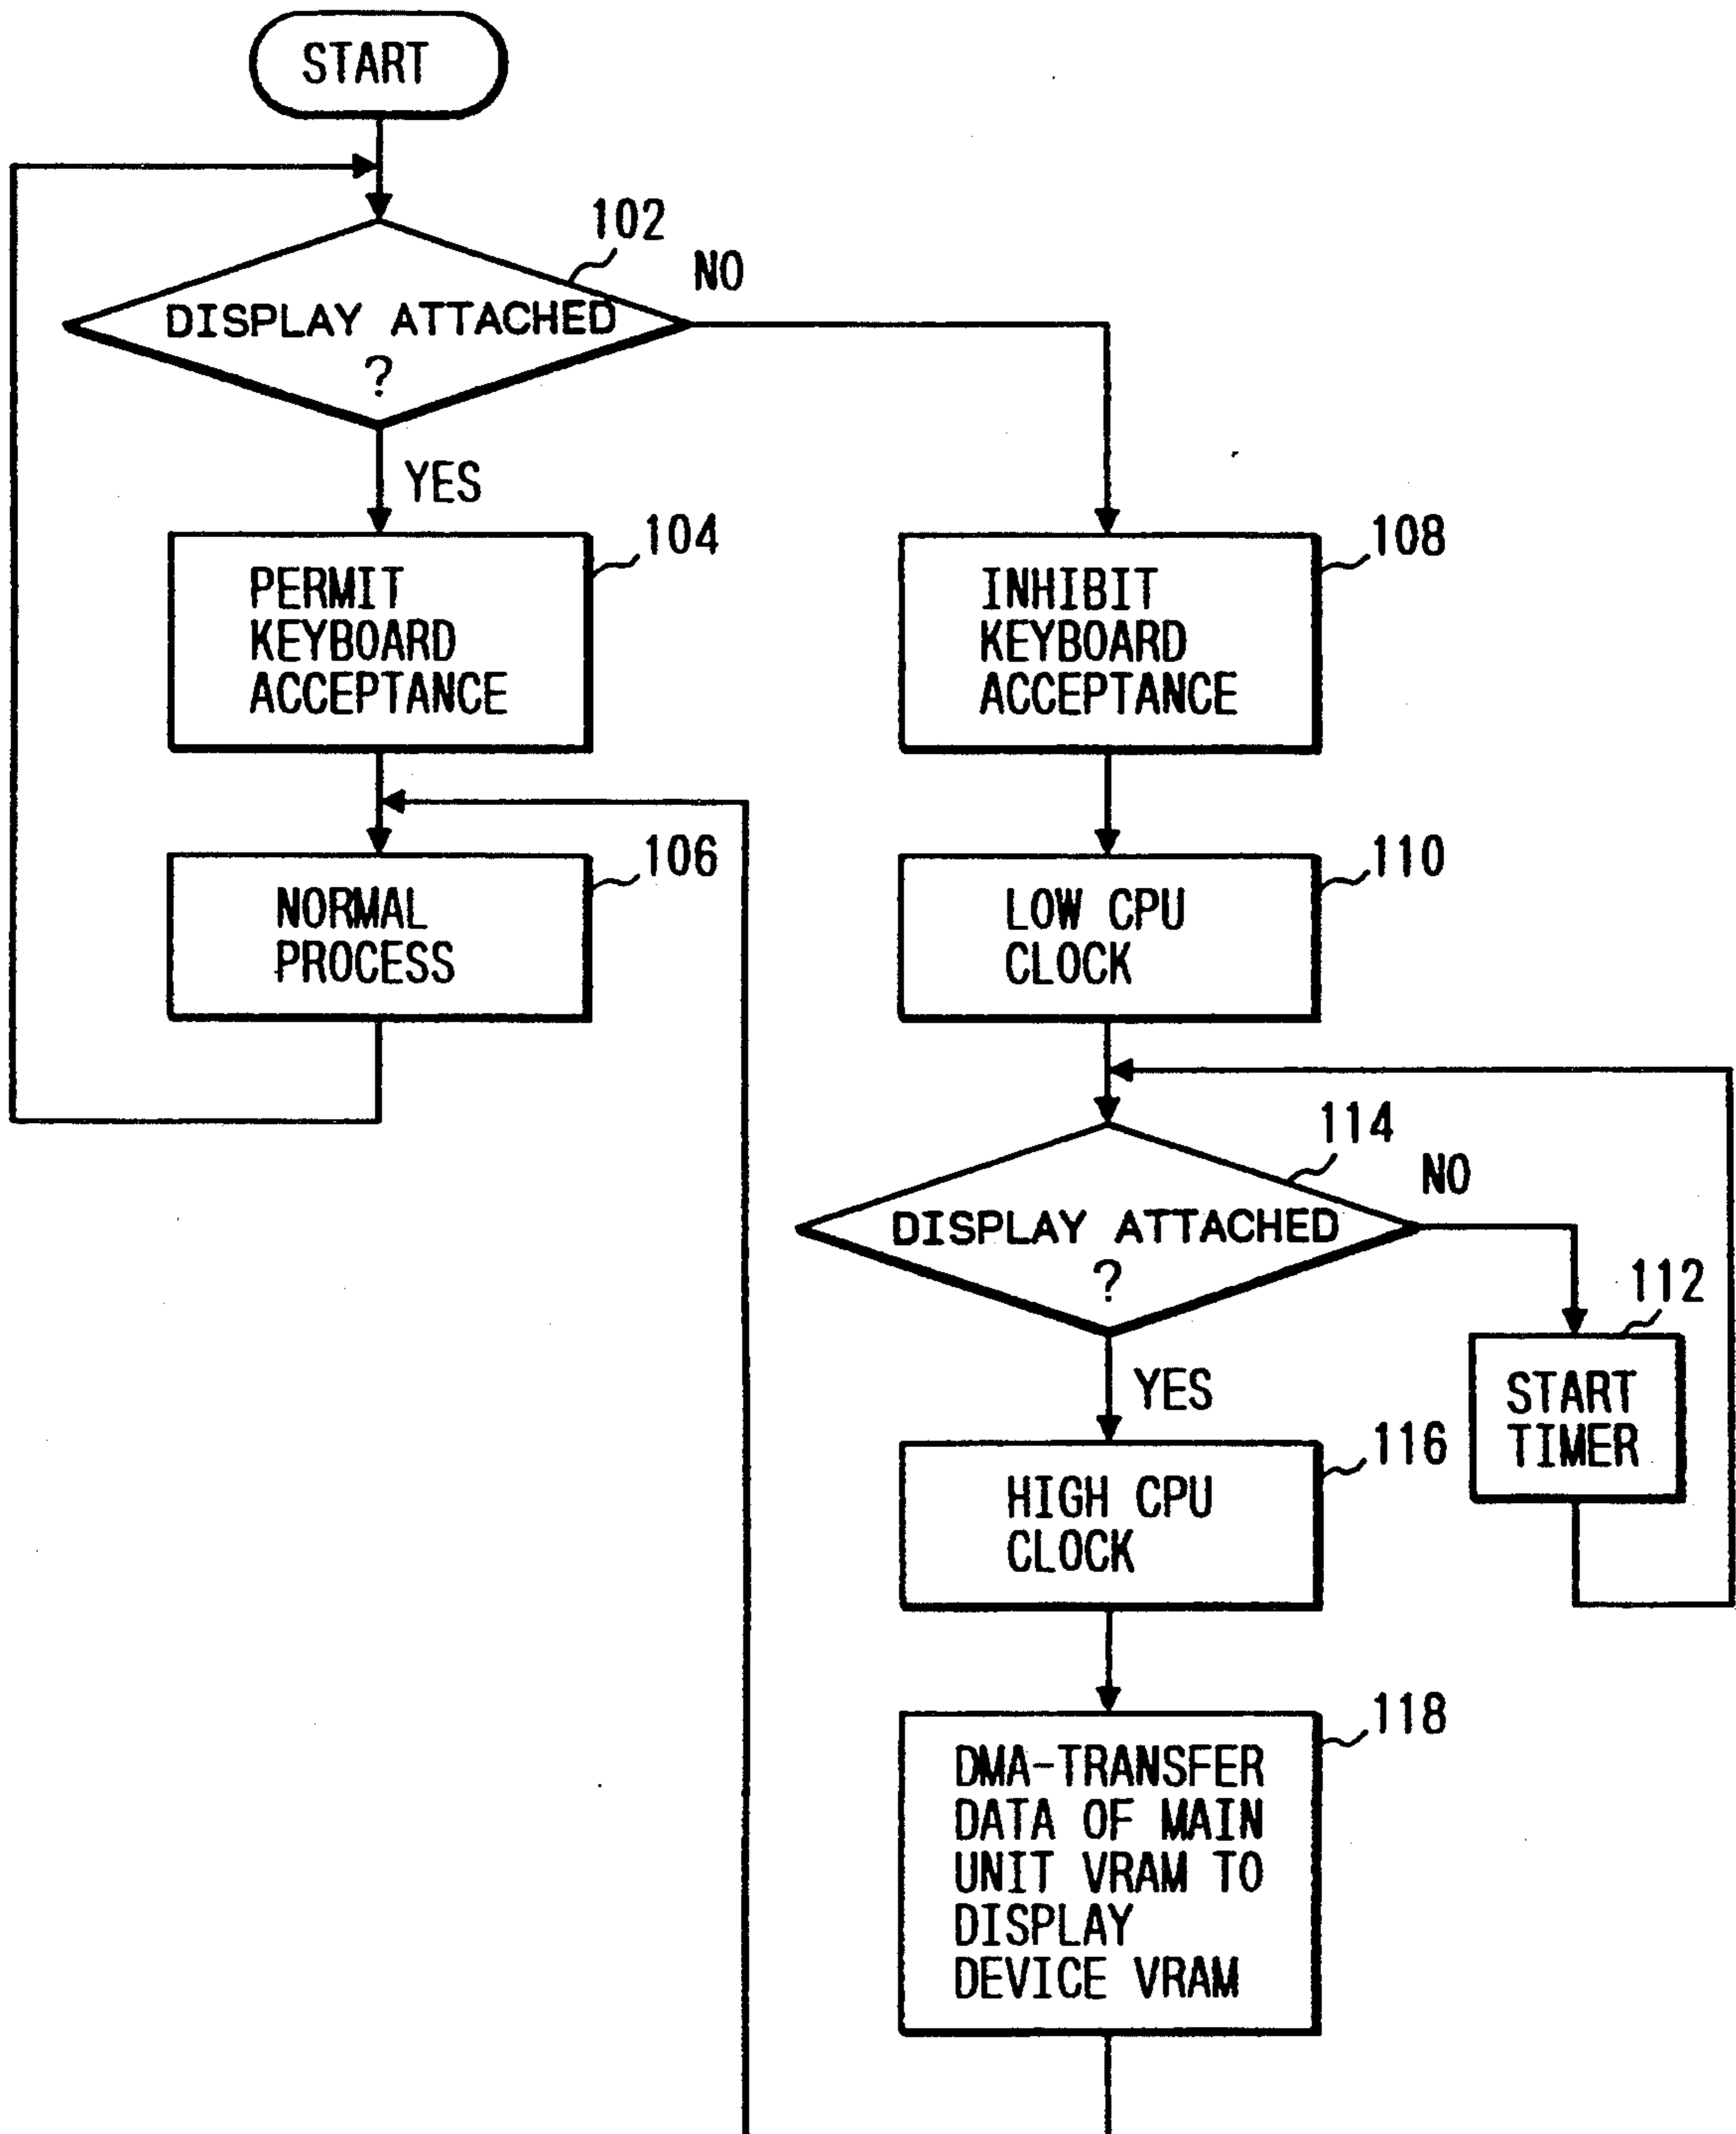 START
102
NO
DISPLAY ATTACHED
?
YES
104
PERMIT
KEYBOARD
ACCEPTANCE
106
NORMAL
PROCESS
108
INHIBIT
KEYBOARD
ACCEPTANCE
110
LOW CPU
CLOCK
114
NO
DISPLAY ATTACHED
?
112
START
TIMER
YES
116
HIGH CPU
CLOCK
118
DMA-TRANSFER
DATA OF MAIN
UNIT VRAM TO
DISPLAY
DEVICE VRAM